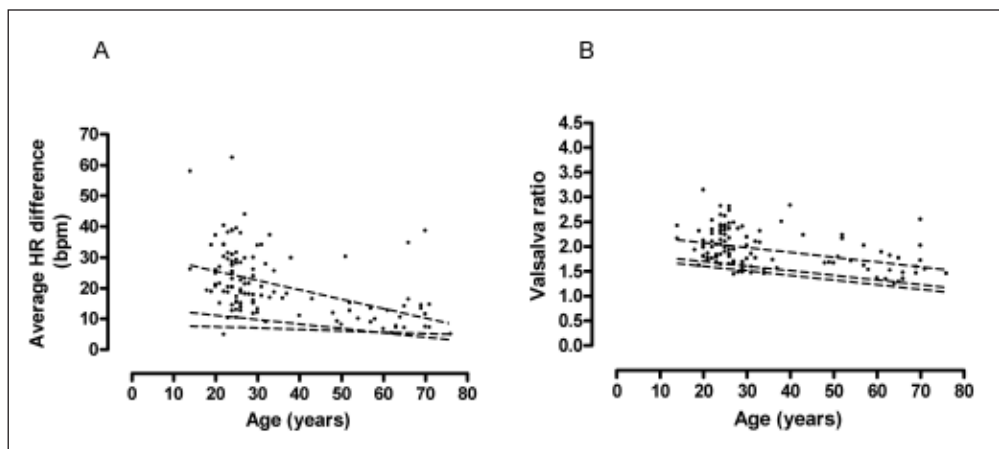 A
Average HR difference
(bpm)
70
60
50
40
30
20
10
0
0 10 20 30 40 50 60 70 80
Age (years)
B
Valsalva ratio
4.5
4.0
3.5
3.0
2.5
2.0
1.5
1.0
0.5
0.0
0 10 20 30 40 50 60 70 80
Age (years)